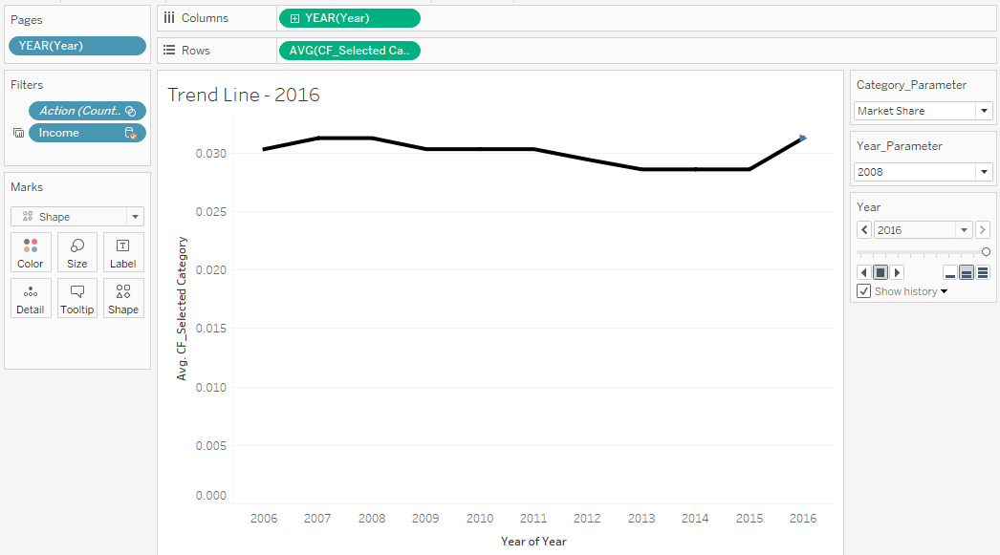 Pages
YEAR(Year)
Filters
Action (Count..
Income
Marks
Shape
Color
Size
Label
Detail
Tooltip
Shape
Columns
YEAR(Year)
Rows
AVG(CF_Selected Ca..
Trend Line - 2016
Avg. CF_Selected Category
0.030
0.025
0.020
0.015
0.010
0.005
0.000
2006 2007 2008 2009 2010 2011 2012 2013 2014 2015 2016
Year of Year
Category_Parameter
Market Share
Year_Parameter
2008
Year
2016
Show history